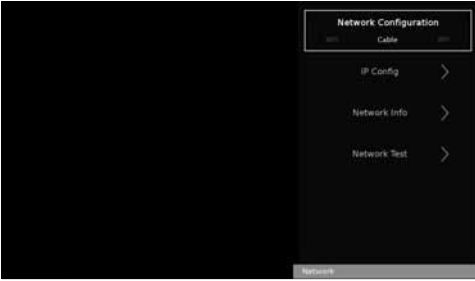 Network Configuration
Cable
IP Config
Network Info
Network Test
Network